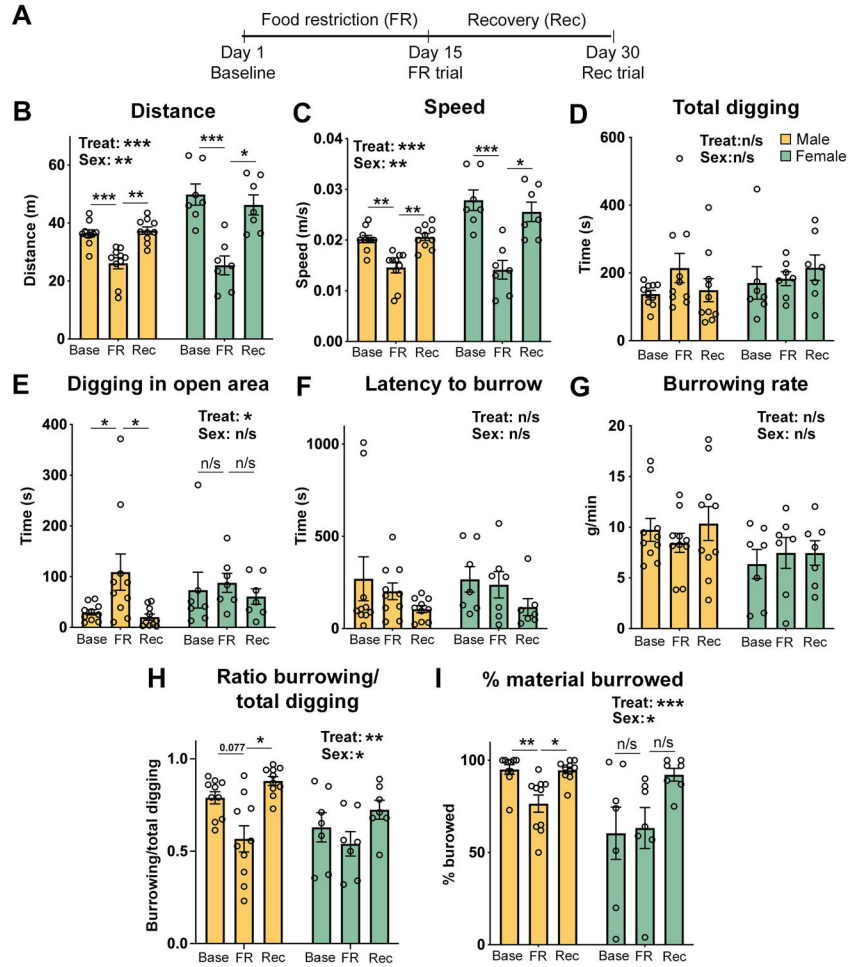 A
Food restriction (FR)
Recovery (Rec)
Day 1
Baseline
Day 15
FR trial
Day 30
Rec trial
B
Distance
Treat: ***
Sex: **
***
**
***
*
Distance (m)
60
40
20
0
Base FR Rec
Base FR Rec
C
Speed
Treat: ***
Sex: **
**
**
***
*
Speed (m/s)
0.04
0.03
0.02
0.01
0.00
Base FR Rec
Base FR Rec
D
Total digging
Treat:n/s
Sex:n/s
Male
Female
Time (s)
600
400
200
0
Base FR Rec
Base FR Rec
E
Digging in open area
Treat: *
Sex: n/s
*
*
n/s
n/s
Time (s)
400
300
200
100
0
Base FR Rec
Base FR Rec
F
Latency to burrow
Treat: n/s
Sex: n/s
Time (s)
1000
500
0
Base FR Rec
Base FR Rec
G
Burrowing rate
Treat: n/s
Sex: n/s
g/min
20
15
10
5
0
Base FR Rec
Base FR Rec
H
Ratio burrowing/
total digging
Treat: **
Sex: *
0.077
*
Burrowing/total digging
1.0
0.5
0.0
Base FR Rec
Base FR Rec
I
% material burrowed
Treat: ***
Sex: *
**
*
n/s
n/s
% burowed
100
50
0
Base FR Rec
Base FR Rec